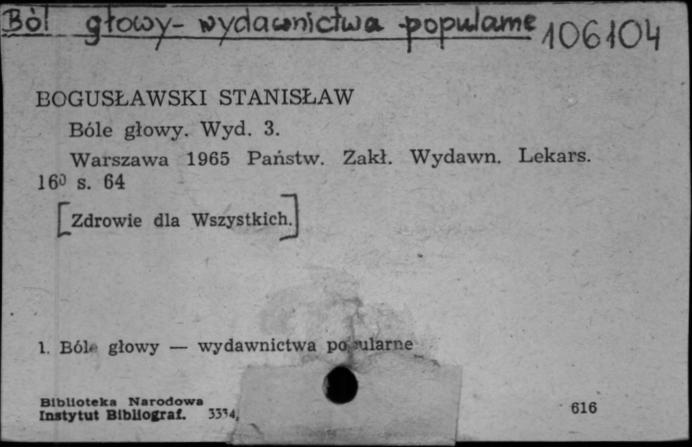 Ból głowy - wydawnictwa popularne 106104
BOGUSŁAWSKI STANISŁAW
Bóle głowy. Wyd. 3.
Warszawa 1965 Państw. Zakł. Wydawn. Lekars.
16⁰ s. 64
[Zdrowie dla Wszystkich.]
1. Bóle głowy — wydawnictwa popularne
Biblioteka Narodowa
Instytut Bibliograf.
616